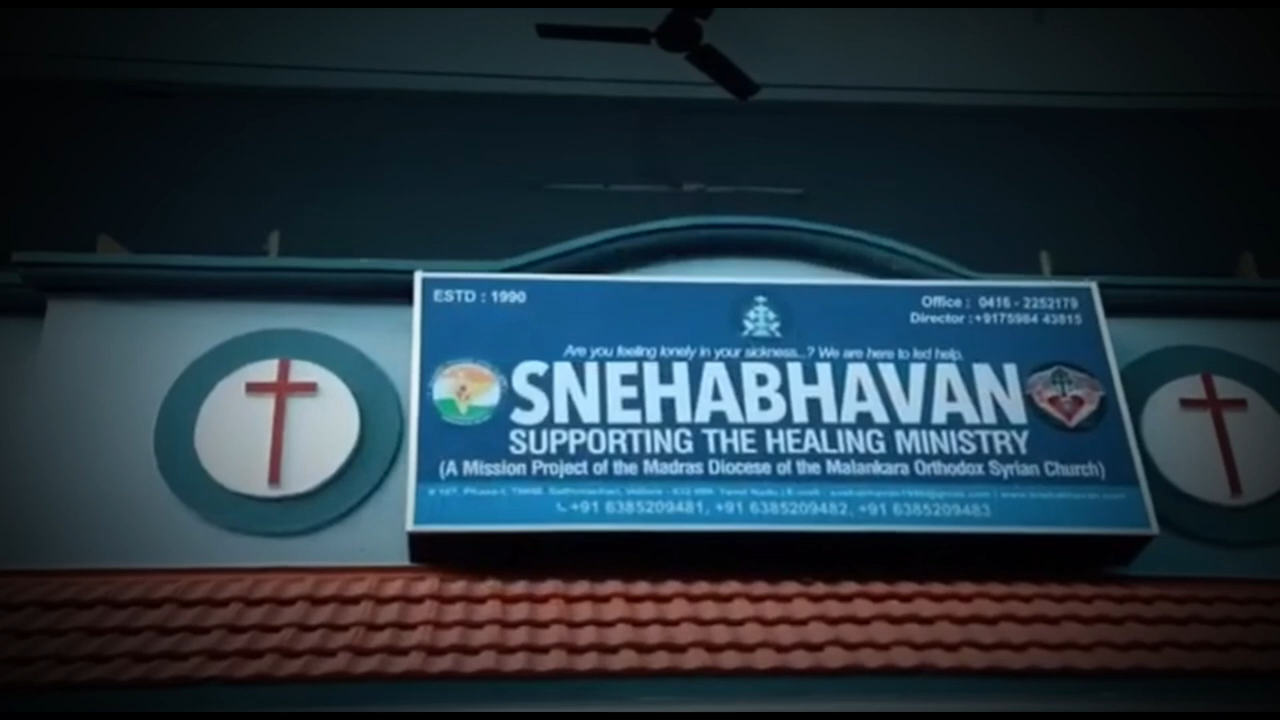 ESTD : 1990
Office : 0416 - 2252179
Director :+9175984 43815
Are you feeling lonely in your sickness...? We are here to led help.
SNEHABHAVAN
SUPPORTING THE HEALING MINISTRY
(A Mission Project of the Madras Diocese of the Malankara Orthodox Syrian Church)
+91 6385209481, +91 6385209482, +91 6385209483